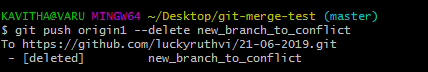 KAVITHA@VARU MINGW64 ~/Desktop/git-merge-test (master)
$ git push origin1 --delete new_branch_to_conflict
To https://github.com/luckyruthvi/21-06-2019.git
 - [deleted]         new_branch_to_conflict